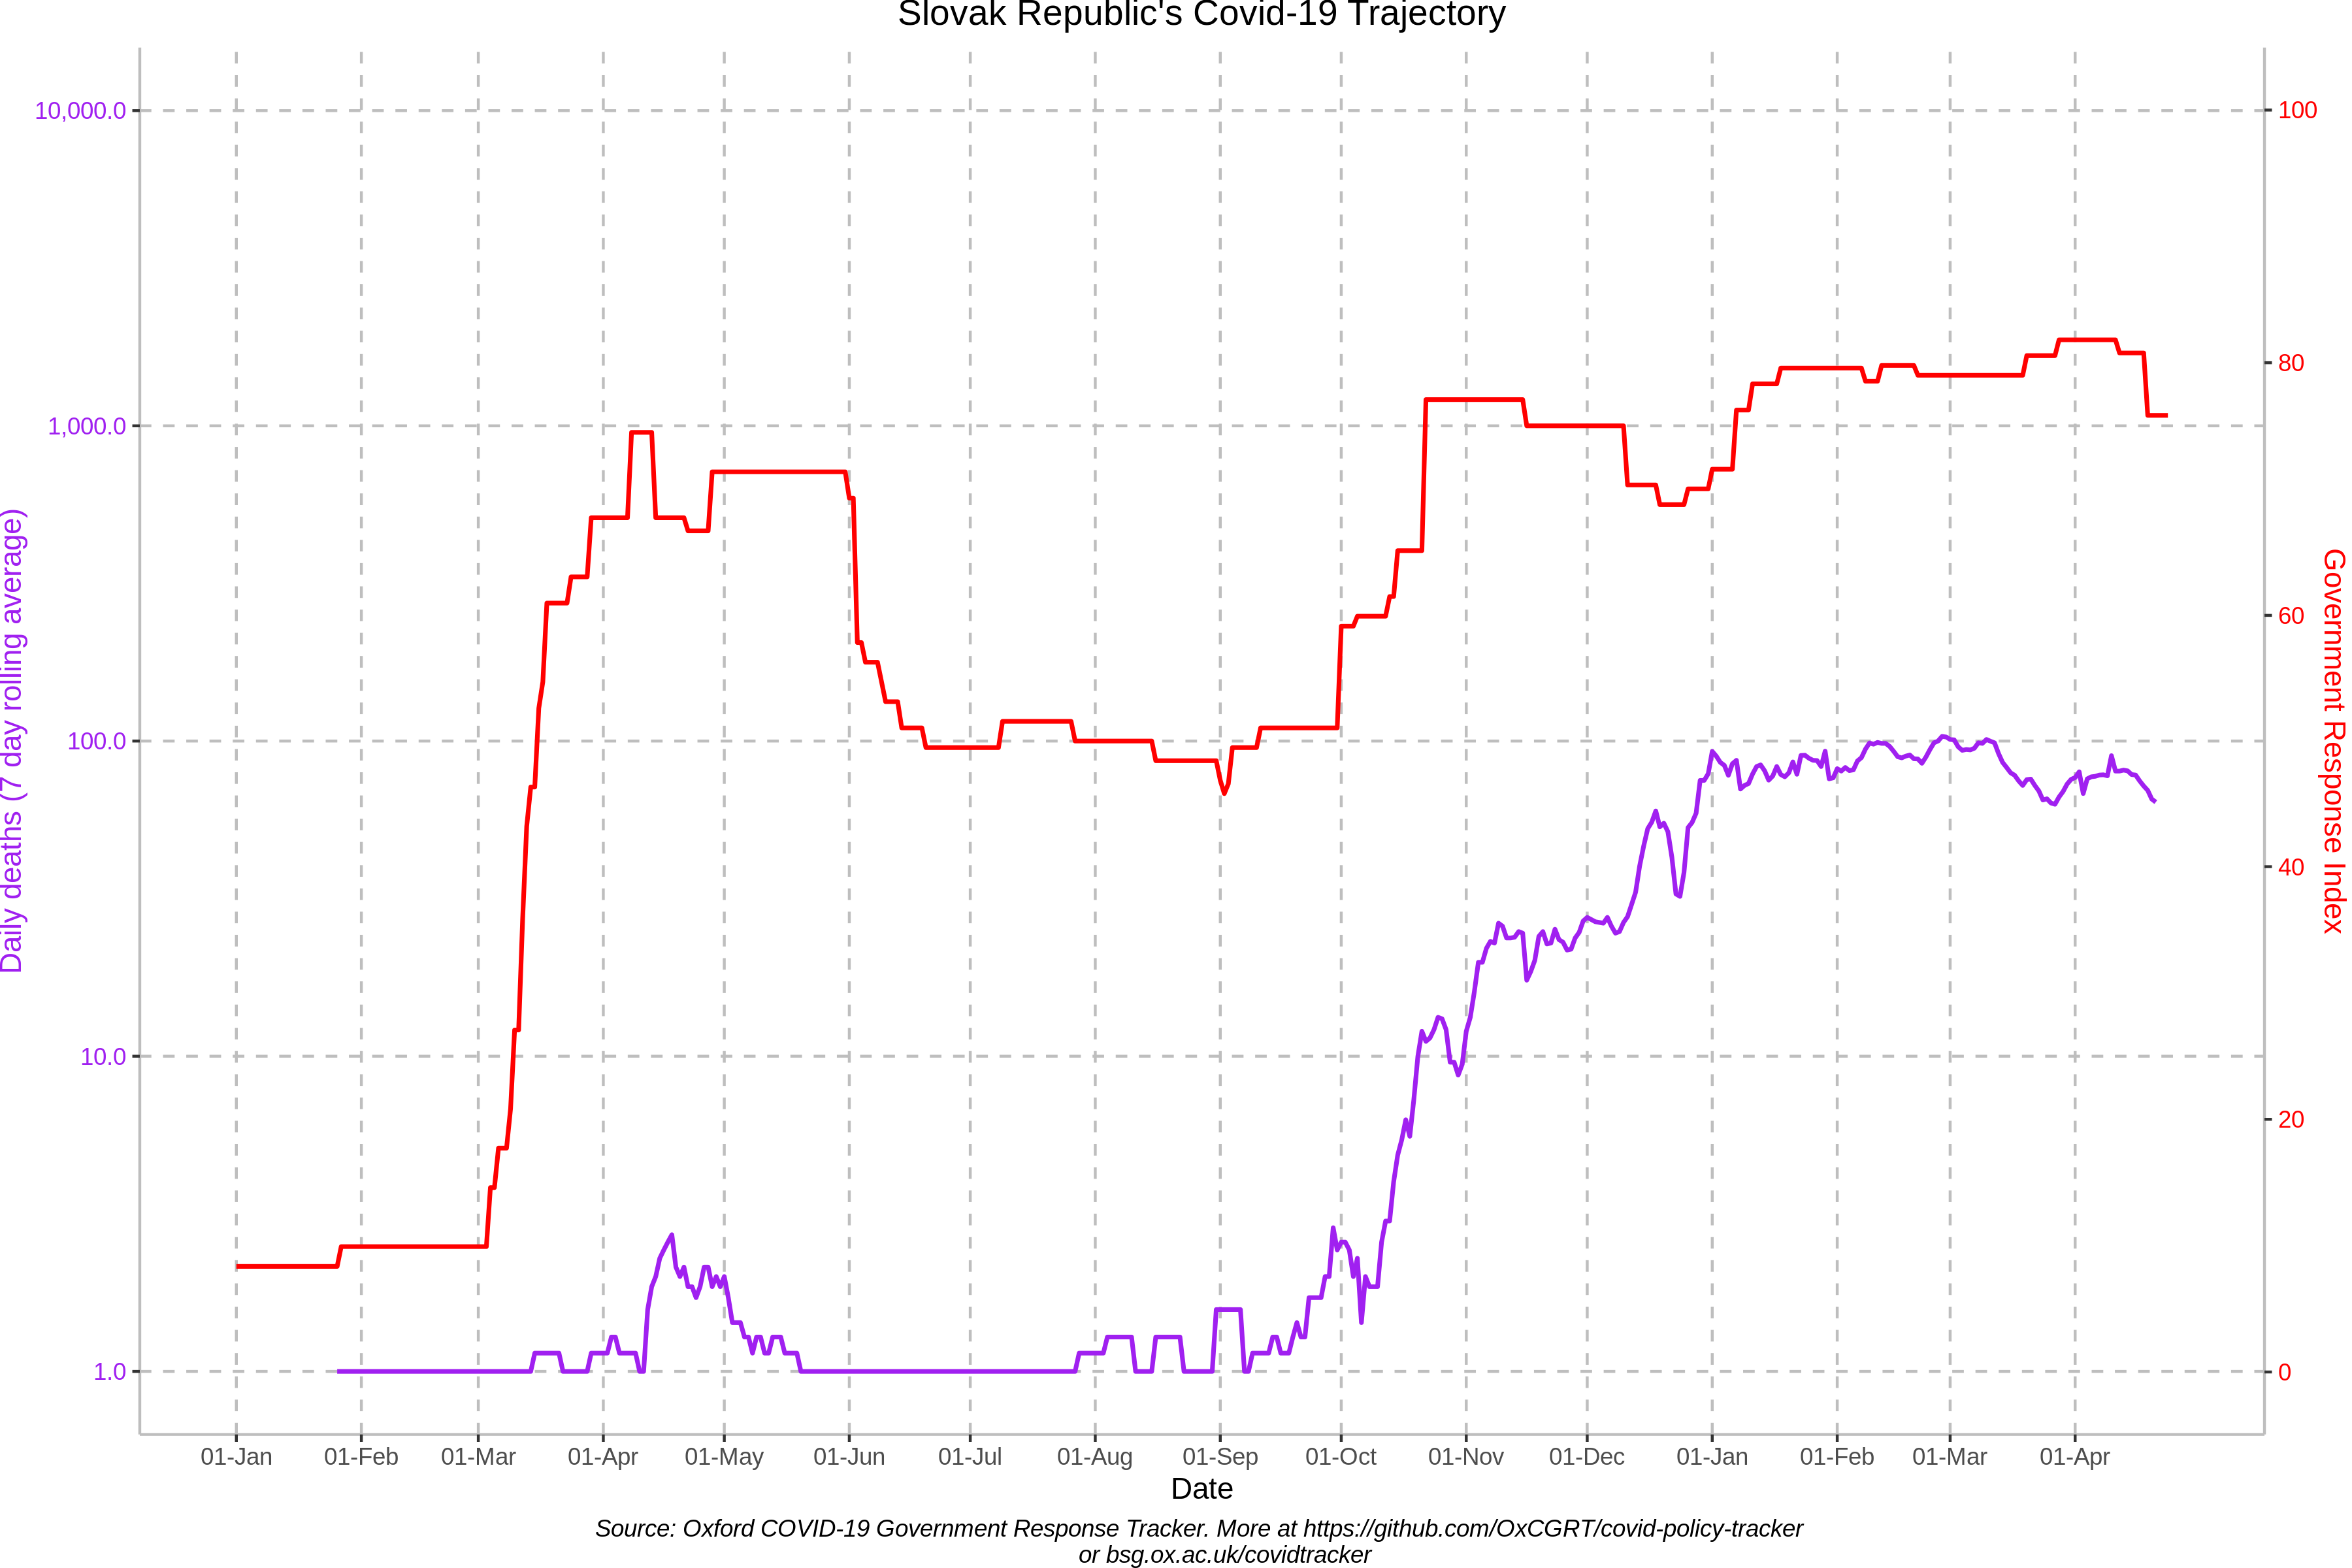 Slovak Republic's Covid-19 Trajectory
10,000.0
1,000.0
100.0
10.0
1.0
Daily deaths (7 day rolling average)
100
80
60
40
20
0
Government Response Index
01-Jan 01-Feb 01-Mar 01-Apr 01-May 01-Jun 01-Jul 01-Aug 01-Sep 01-Oct 01-Nov 01-Dec 01-Jan 01-Feb 01-Mar 01-Apr
Date
Source: Oxford COVID-19 Government Response Tracker. More at https://github.com/OxCGRT/covid-policy-tracker
or bsg.ox.ac.uk/covidtracker